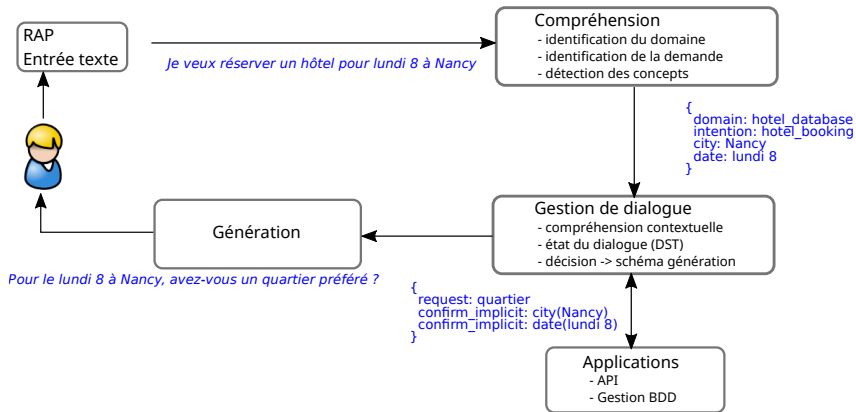 RAP
Entrée texte
Je veux réserver un hôtel pour lundi 8 à Nancy
Compréhension
- identification du domaine
- identification de la demande
- détection des concepts
{
domain: hotel_database
intention: hotel_booking
city: Nancy
date: lundi 8
}
Gestion de dialogue
- compréhension contextuelle
- état du dialogue (DST)
- décision -> schéma génération
Génération
Pour le lundi 8 à Nancy, avez-vous un quartier préféré ?
{
request: quartier
confirm_implicit: city(Nancy)
confirm_implicit: date(lundi 8)
}
Applications
- API
- Gestion BDD